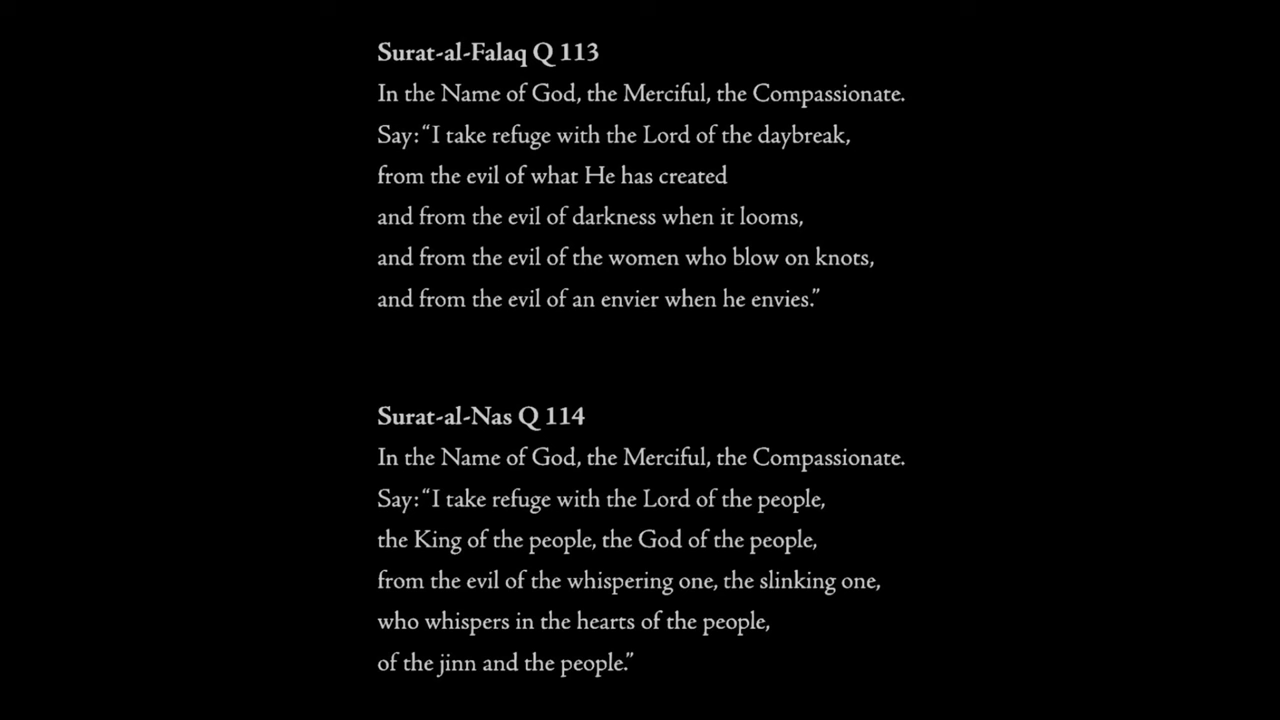 Surat-al-Falaq Q 113
In the Name of God, the Merciful, the Compassionate.
Say: “I take refuge with the Lord of the daybreak,
from the evil of what He has created
and from the evil of darkness when it looms,
and from the evil of the women who blow on knots,
and from the evil of an envier when he envies.”
Surat-al-Nas Q 114
In the Name of God, the Merciful, the Compassionate.
Say: “I take refuge with the Lord of the people,
the King of the people, the God of the people,
from the evil of the whispering one, the slinking one,
who whispers in the hearts of the people,
of the jinn and the people.”